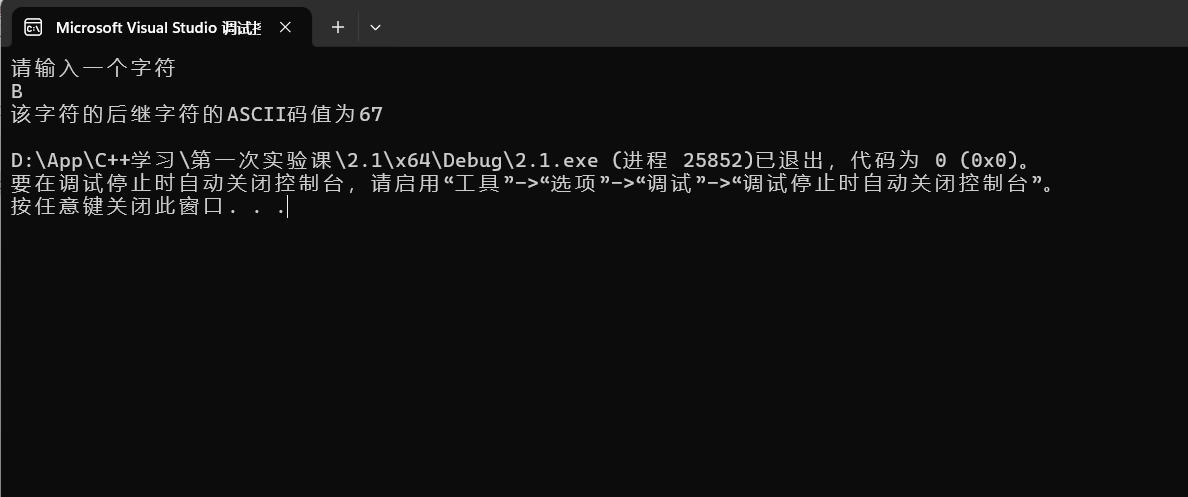 Microsoft Visual Studio 调试
请输入一个字符
B
该字符的后继字符的ASCII码值为67
D:\App\C++学习\第一次实验课\2.1\x64\Debug\2.1.exe (进程 25852)已退出，代码为 0 (0x0)。
要在调试停止时自动关闭控制台，请启用“工具”->“选项”->“调试”->“调试停止时自动关闭控制台”。
按任意键关闭此窗口. . .